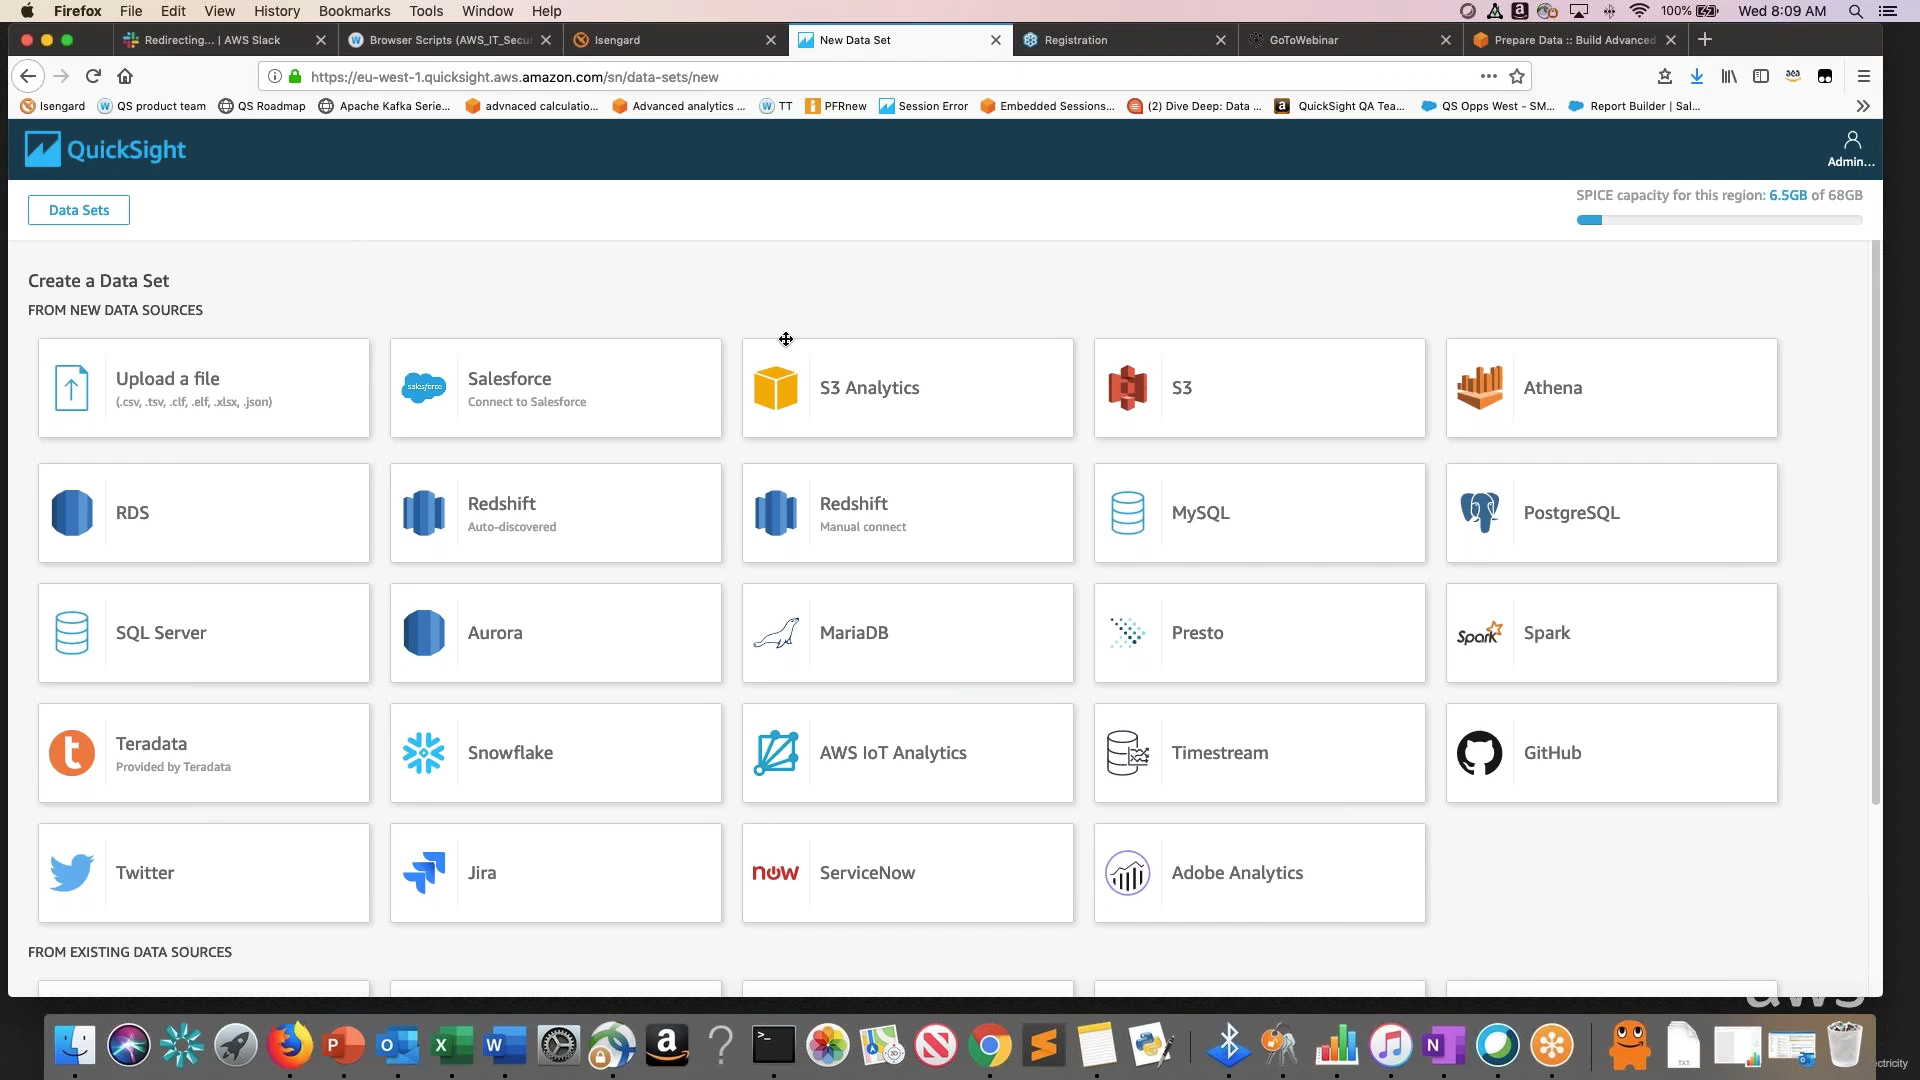 Firefox File Edit View History Bookmarks Tools Window Help 100% Wed 8:09 AM
Redirecting... | AWS Slack
Browser Scripts (AWS_IT_Secur
Isengard
New Data Set
Registration
GoToWebinar
Prepare Data :: Build Advanced
https://eu-west-1.quicksight.aws.amazon.com/sn/data-sets/new
Isengard QS product team QS Roadmap Apache Kafka Serie... advnaced calculatio... Advanced analytics ... TT PFRnew Session Error Embedded Sessions... (2) Dive Deep: Data ... QuickSight QA Tea... QS Opps West - SM... Report Builder | Sal...
QuickSight
Admin...
Data Sets
SPICE capacity for this region: 6.5GB of 68GB
Create a Data Set
FROM NEW DATA SOURCES
Upload a file
(.csv, .tsv, .clf, .elf, .xlsx, .json)
salesforce
Salesforce
Connect to Salesforce
S3 Analytics
S3
Athena
RDS
Redshift
Auto-discovered
Redshift
Manual connect
MySQL
PostgreSQL
SQL Server
Aurora
MariaDB
Presto
Spark
Spark
Teradata
Provided by Teradata
Snowflake
AWS IoT Analytics
Timestream
GitHub
Twitter
Jira
now
ServiceNow
Adobe Analytics
FROM EXISTING DATA SOURCES
aws